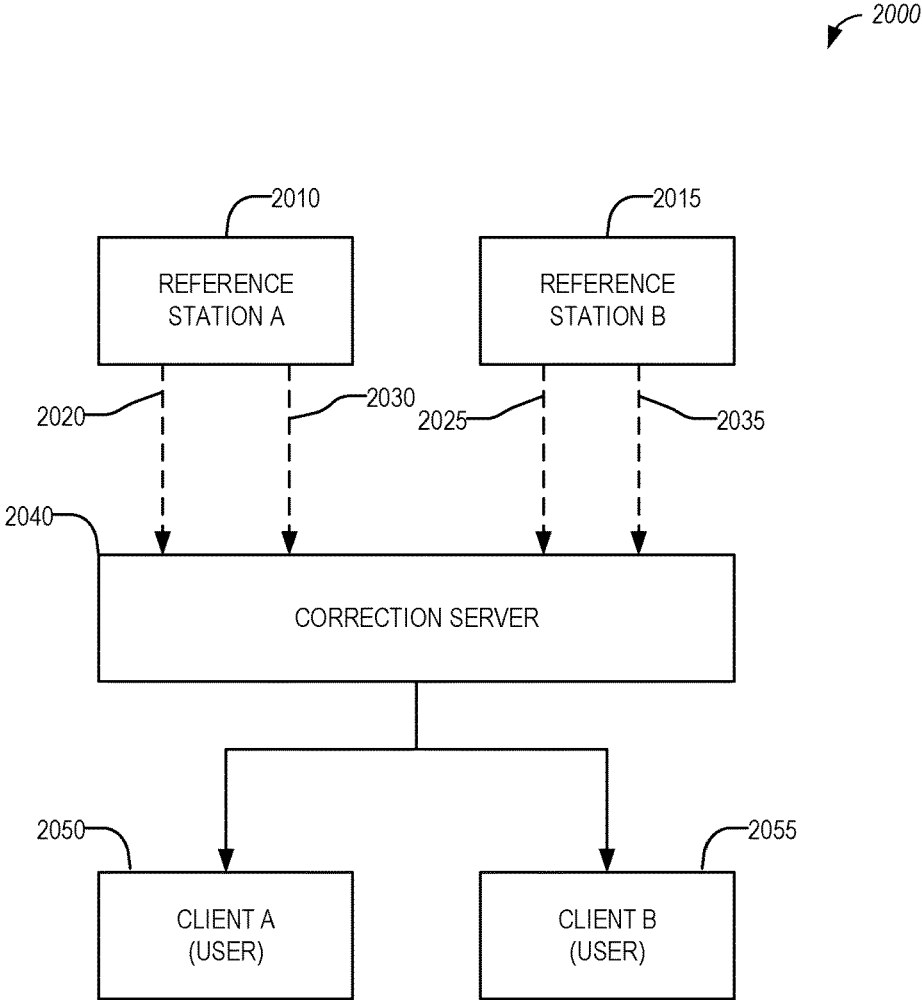 2000
2010
2015
REFERENCE
STATION A
REFERENCE
STATION B
2020
2030
2025
2035
2040
CORRECTION SERVER
2050
2055
CLIENT A
(USER)
CLIENT B
(USER)